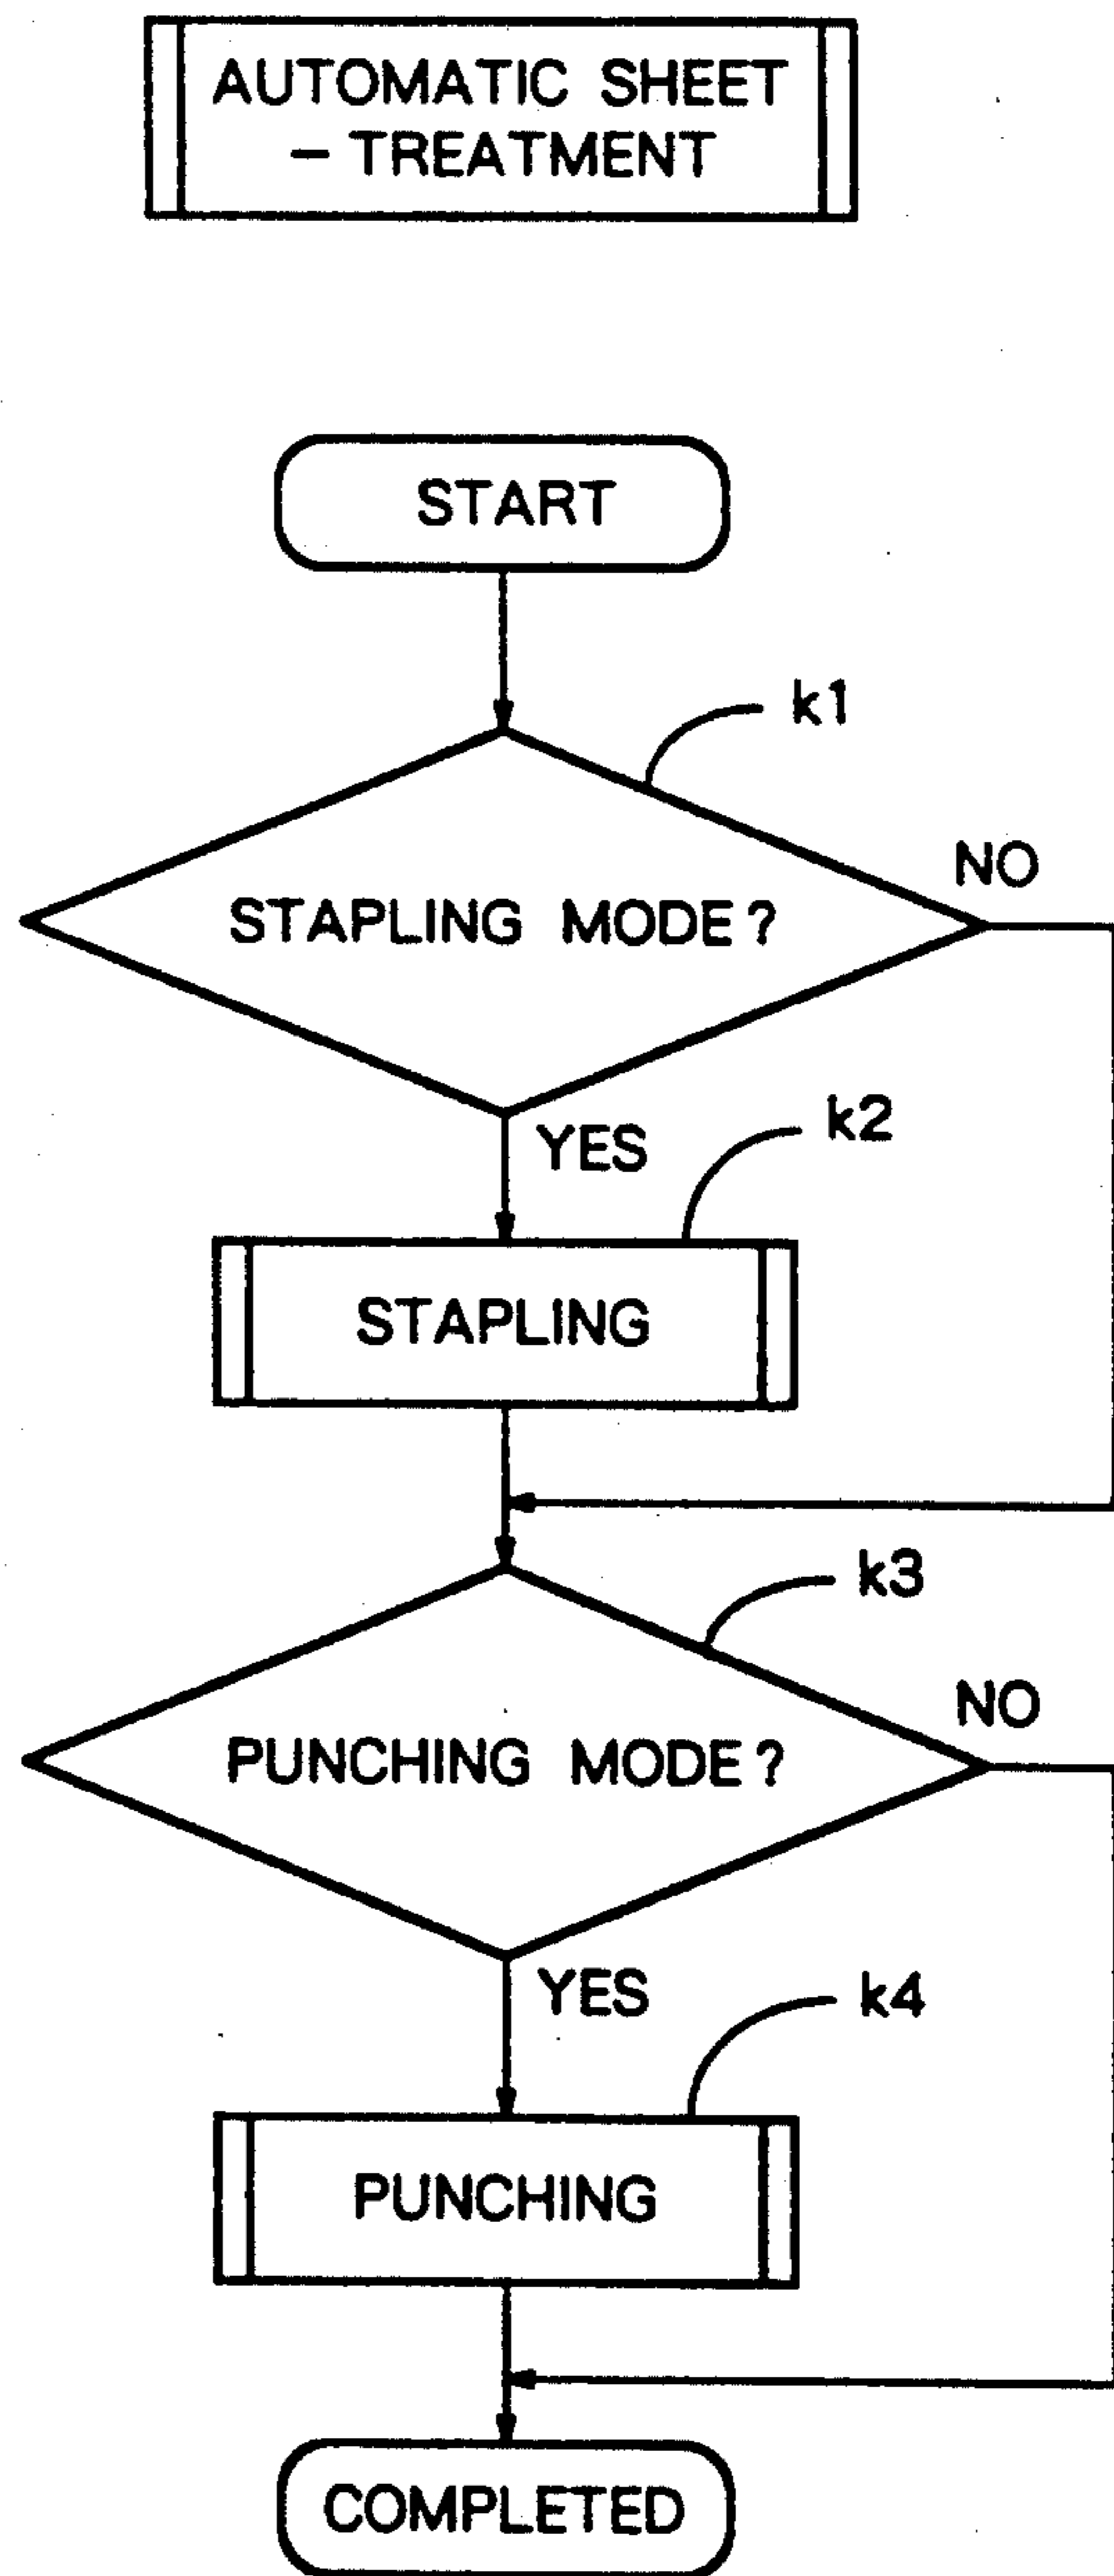 AUTOMATIC SHEET
- TREATMENT
START
k1
NO
STAPLING MODE?
YES
k2
STAPLING
k3
NO
PUNCHING MODE?
YES
k4
PUNCHING
COMPLETED